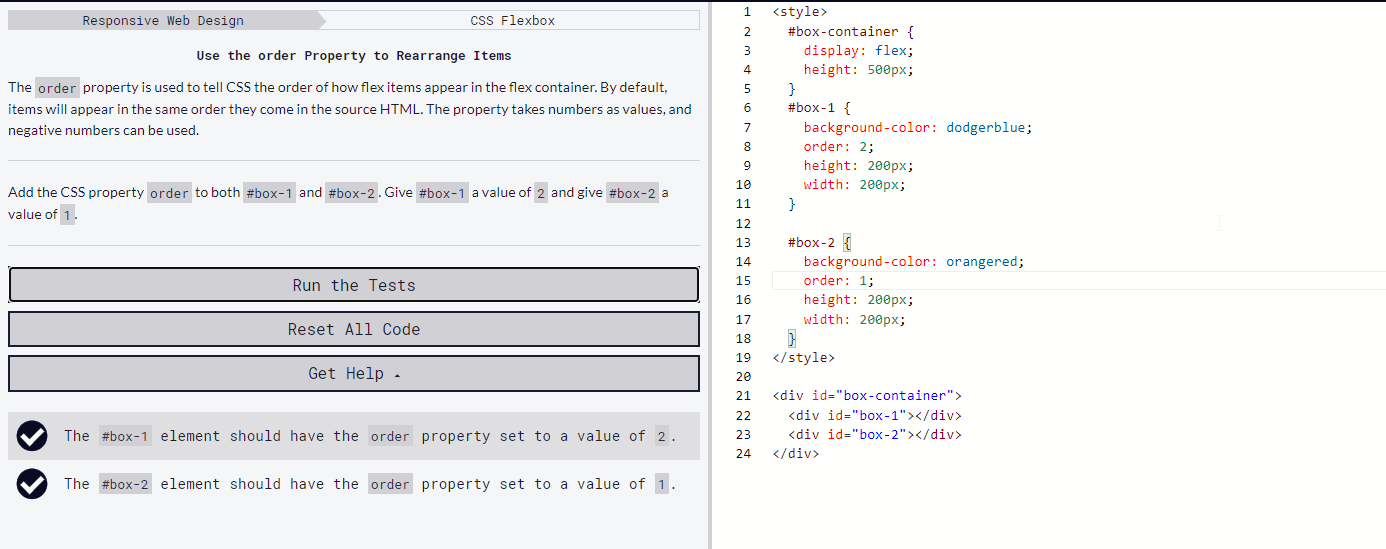 Responsive Web Design
CSS Flexbox
Use the order Property to Rearrange Items
The order property is used to tell CSS the order of how flex items appear in the flex container. By default,
items will appear in the same order they come in the source HTML. The property takes numbers as values, and
negative numbers can be used.
Add the CSS property order to both #box-1 and #box-2. Give #box-1 a value of 2 and give #box-2 a
value of 1.
Run the Tests
Reset All Code
Get Help
The #box-1 element should have the order property set to a value of 2.
The #box-2 element should have the order property set to a value of 1.
1 <style>
2 #box-container {
3 display: flex;
4 height: 500px;
5 }
6 #box-1 {
7 background-color: dodgerblue;
8 order: 2;
9 height: 200px;
10 width: 200px;
11 }
12
13 #box-2 {
14 background-color: orangered;
15 order: 1;
16 height: 200px;
17 width: 200px;
18 }
19 </style>
20
21 <div id="box-container">
22 <div id="box-1"></div>
23 <div id="box-2"></div>
24 </div>